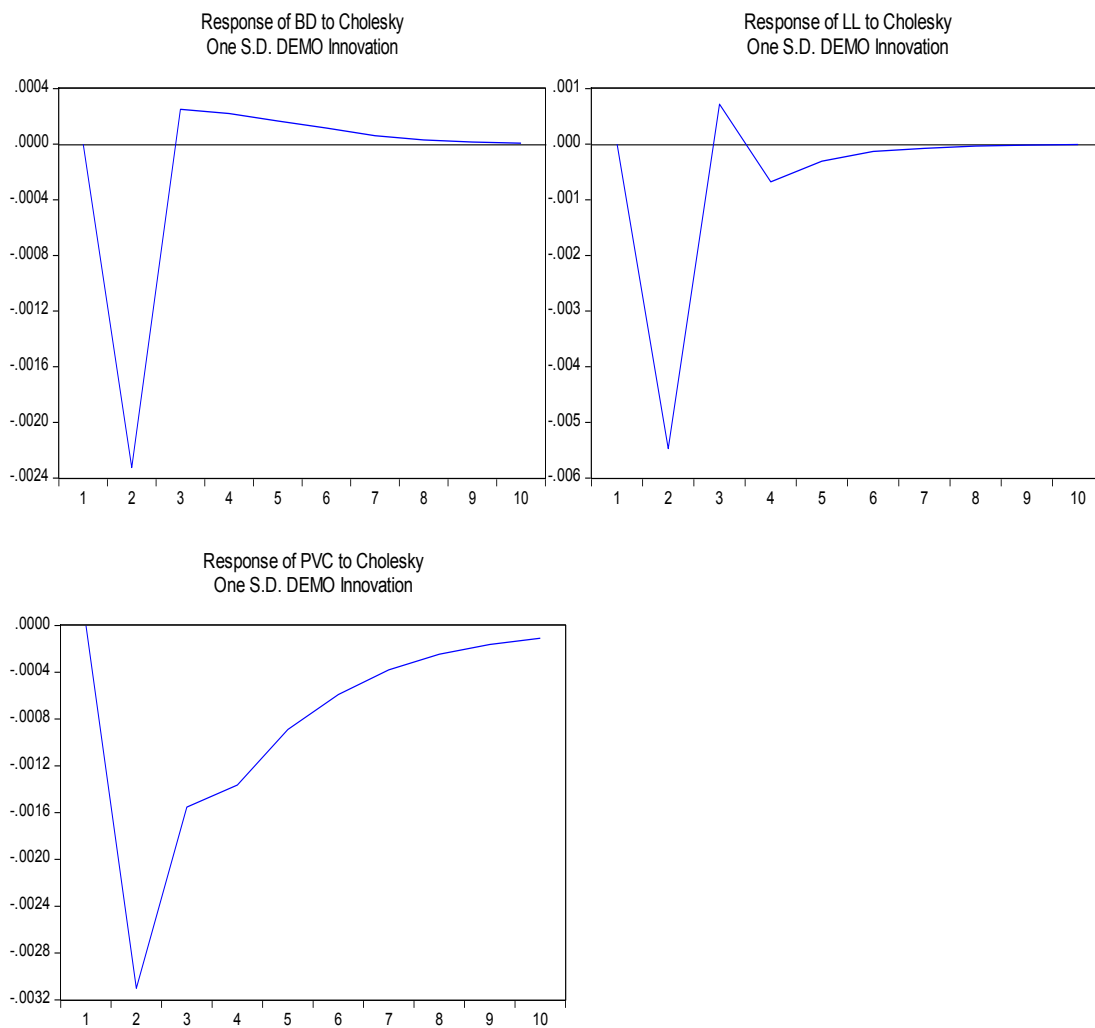 Response of BD to Cholesky
One S.D. DEMO Innovation
.0004
.0000
-.0004
-.0008
-.0012
-.0016
-.0020
-.0024
1 2 3 4 5 6 7 8 9 10
Response of LL to Cholesky
One S.D. DEMO Innovation
.001
.000
-.001
-.002
-.003
-.004
-.005
-.006
1 2 3 4 5 6 7 8 9 10
Response of PVC to Cholesky
One S.D. DEMO Innovation
.0000
-.0004
-.0008
-.0012
-.0016
-.0020
-.0024
-.0028
-.0032
1 2 3 4 5 6 7 8 9 10